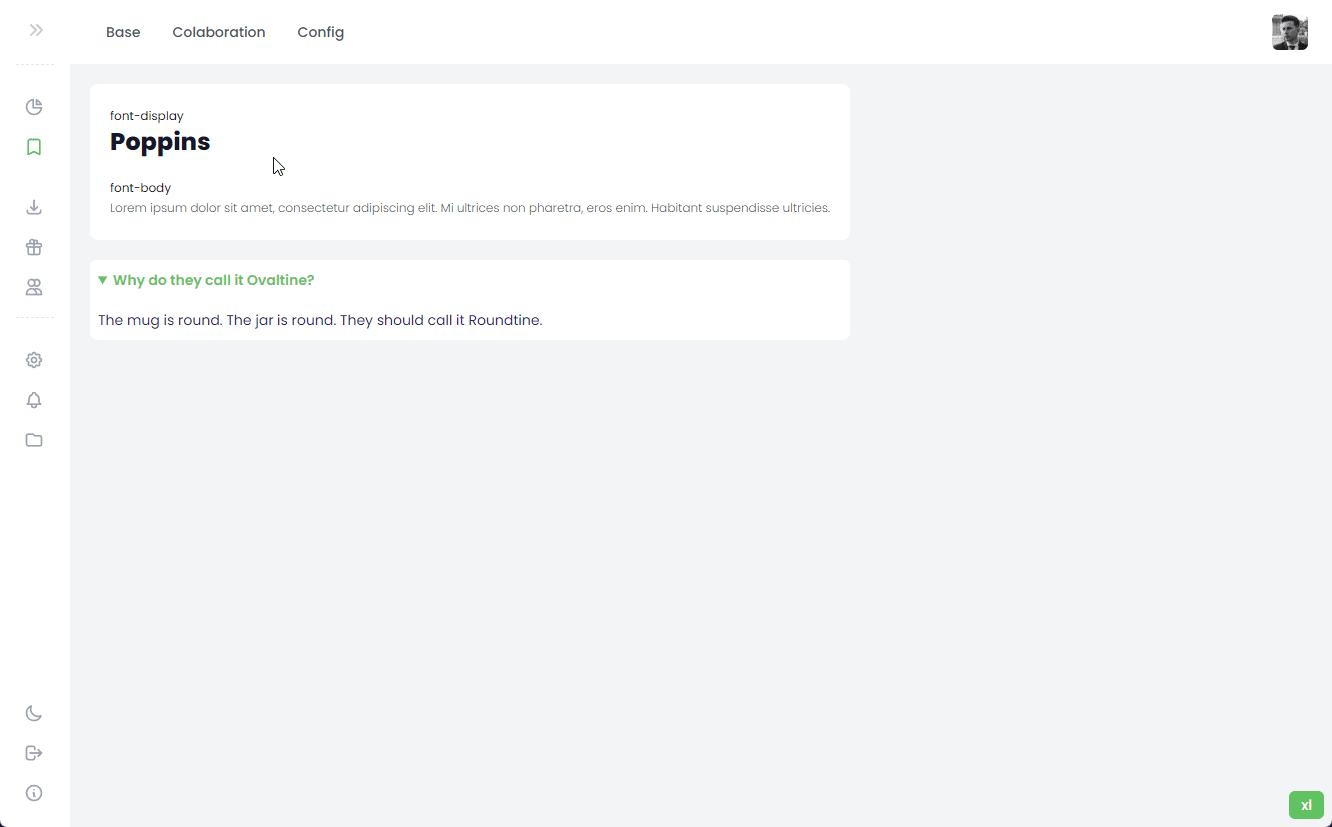 Base
Colaboration
Config
font-display
Poppins
font-body
Lorem ipsum dolor sit amet, consectetur adipiscing elit. Mi ultrices non pharetra, eros enim. Habitant suspendisse ultricies.
Why do they call it Ovaltine?
The mug is round. The jar is round. They should call it Roundtine.
xl